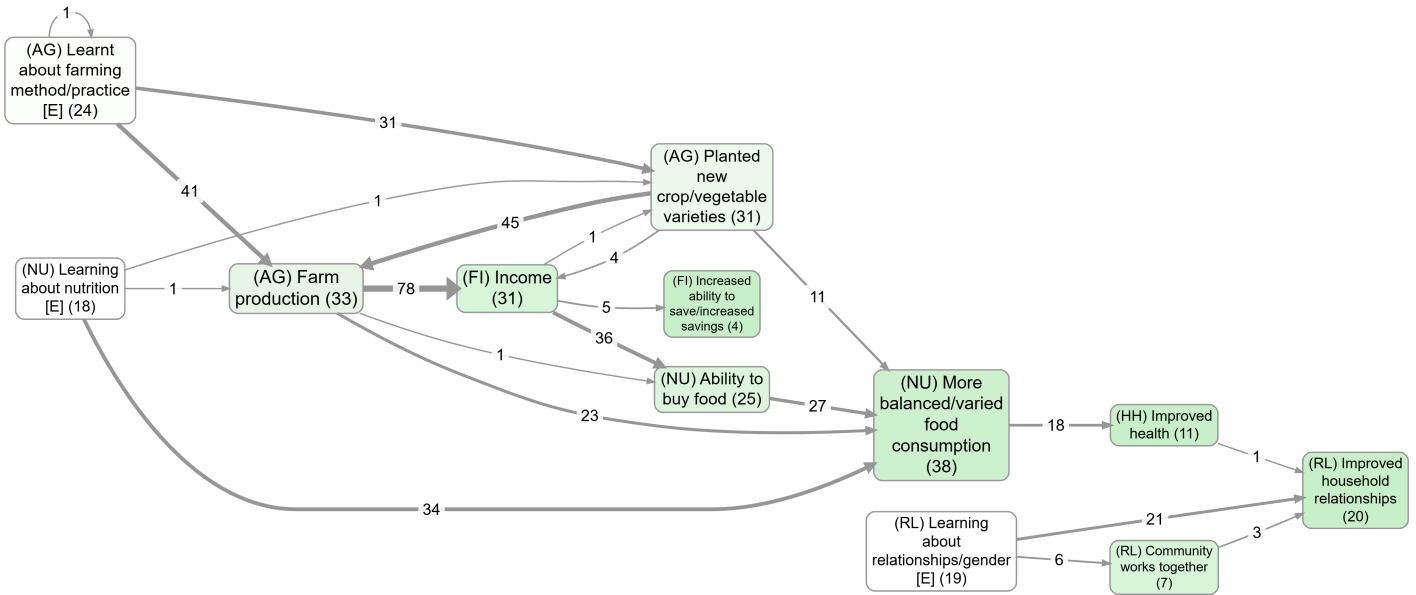 1
(AG) Learnt
about farming
method/practice
[E] (24)
31
41
(AG) Planted
new
crop/vegetable
varieties (31)
1
45
1
4
(NU) Learning
about nutrition
[E] (18)
1
(AG) Farm
production (33)
78
(FI) Income
(31)
5
(FI) Increased
ability to
save/increased
savings (4)
11
36
1
(NU) Ability to
buy food (25)
27
23
(NU) More
balanced/varied
food
consumption
(38)
18
(HH) Improved
health (11)
1
(RL) Improved
household
relationships
(20)
34
(RL) Learning
about
relationships/gender
[E] (19)
21
6
(RL) Community
works together
(7)
3